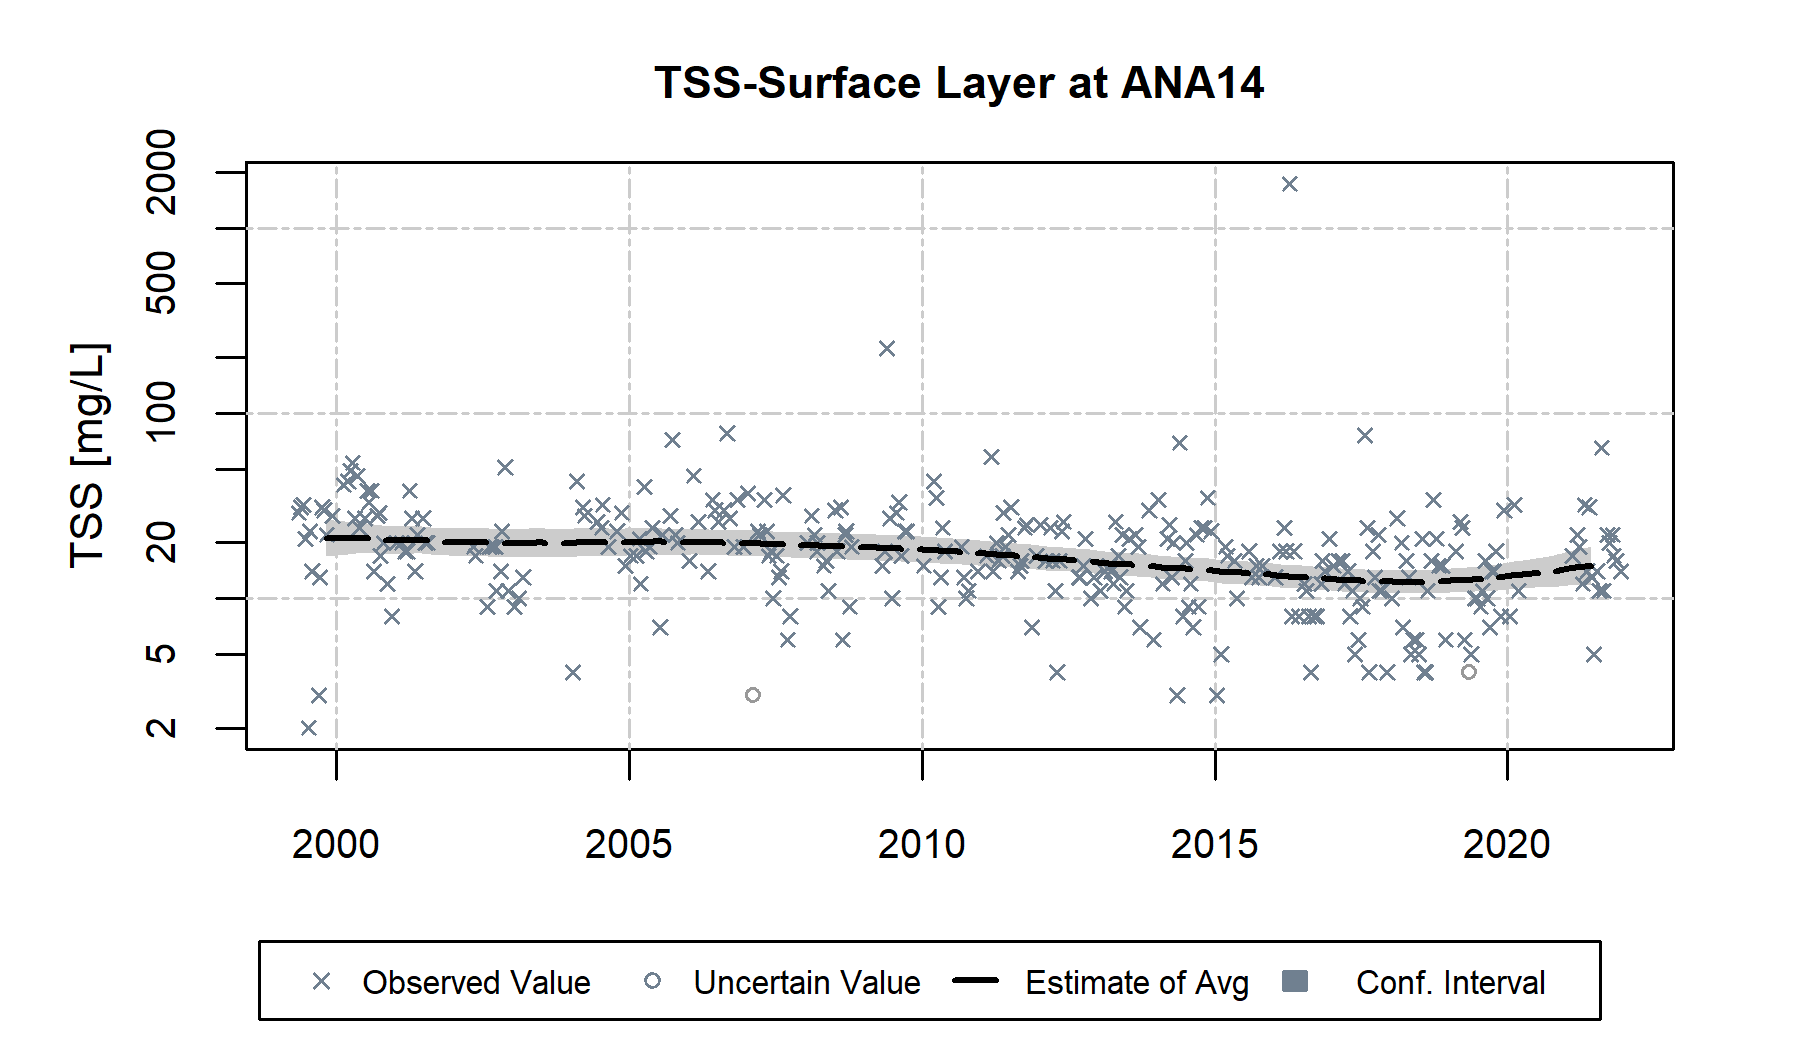 TSS-Surface Layer at ANA14
TSS [mg/L]
2000
500
100
20
5
2
2000 2005 2010 2015 2020
Observed Value Uncertain Value Estimate of Avg Conf. Interval